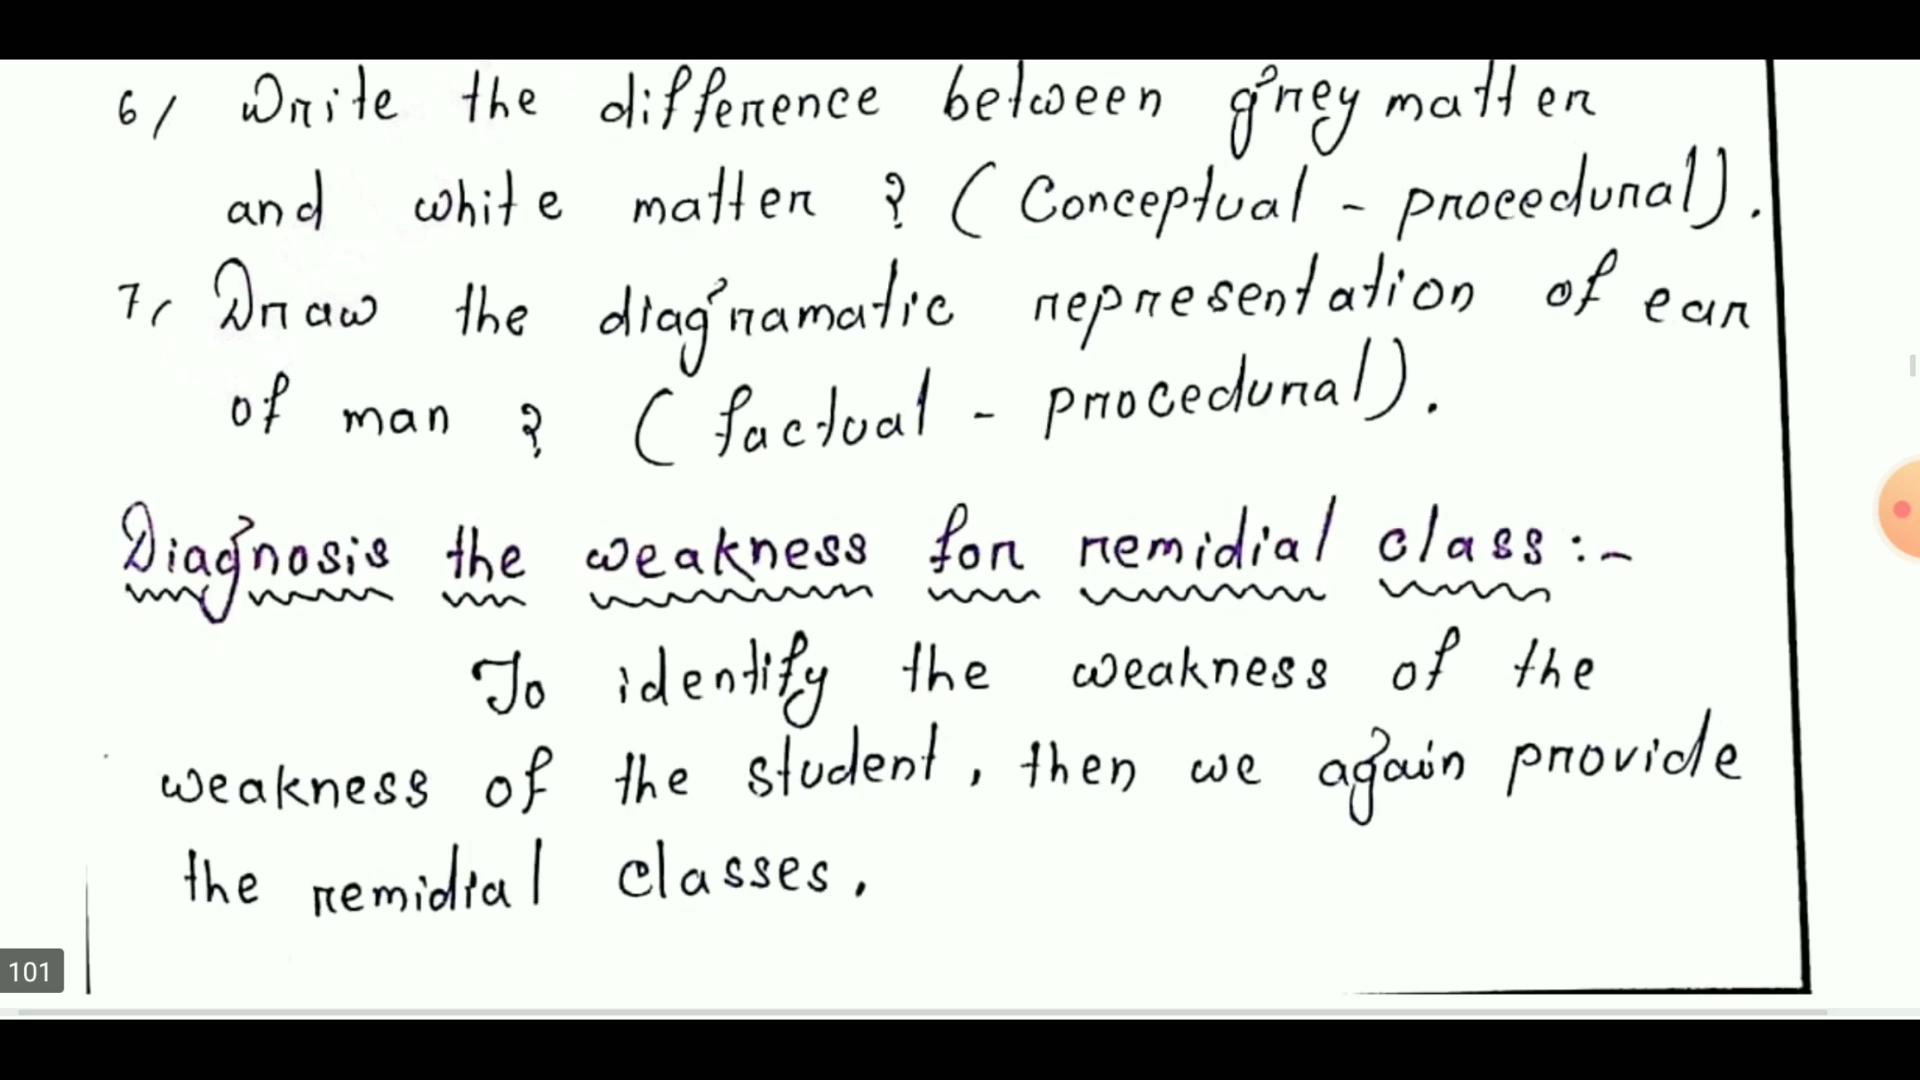 6/ Write the difference between grey matter
and white matter ? (Conceptual - procedural).
7/ Draw the diagramatic representation of ear
of man ? (factual - procedural).
Diagnosis the weakness for remidial class :-
To identify the weakness of the
weakness of the student, then we again provide
the remidial classes.
101